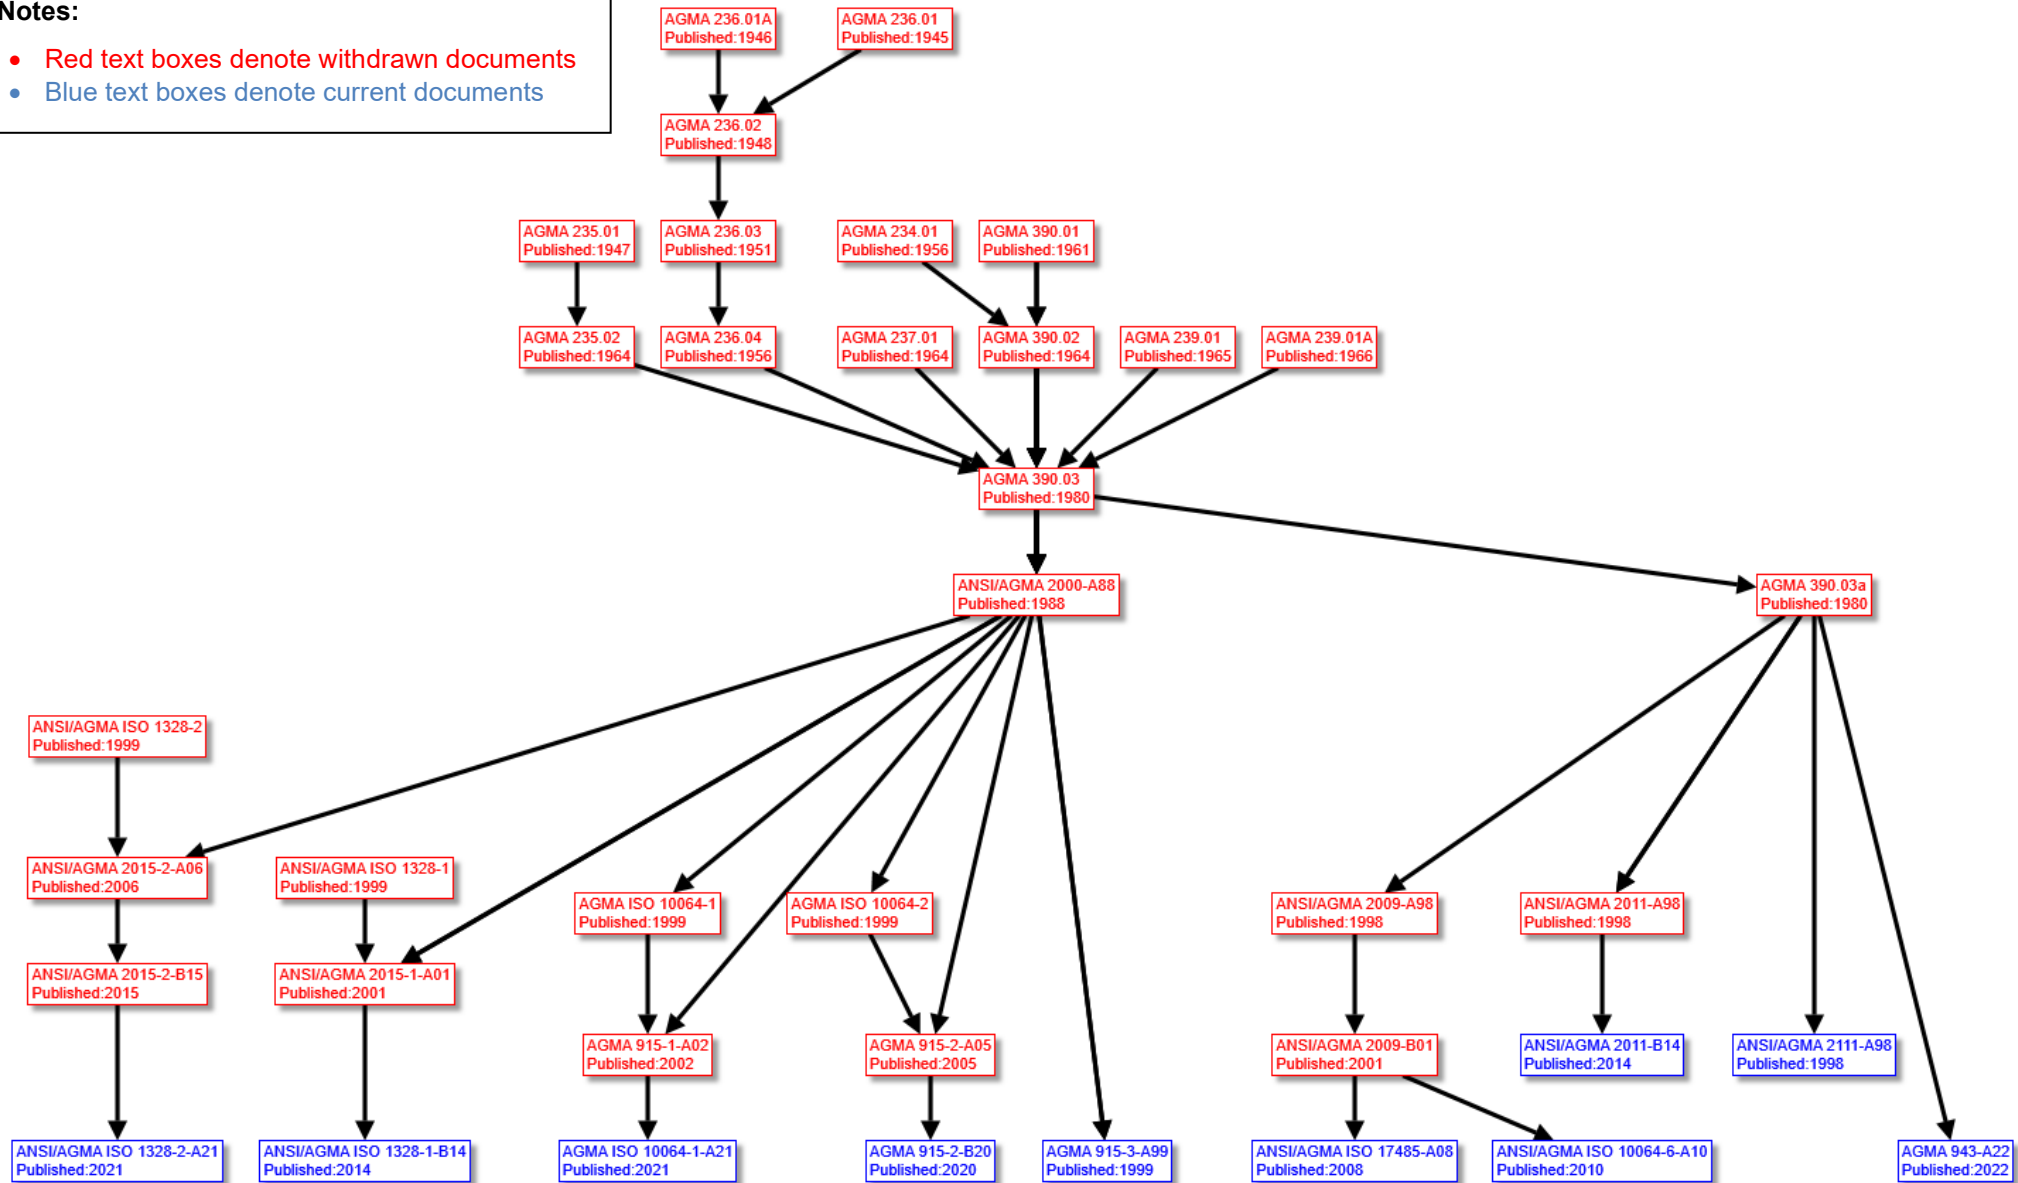 Notes:
• Red text boxes denote withdrawn documents
• Blue text boxes denote current documents
AGMA 236.01A
Published:1946
AGMA 236.01
Published:1945
AGMA 236.02
Published:1948
AGMA 235.01
Published:1947
AGMA 236.03
Published:1951
AGMA 234.01
Published:1956
AGMA 390.01
Published:1961
AGMA 235.02
Published:1964
AGMA 236.04
Published:1956
AGMA 237.01
Published:1964
AGMA 390.02
Published:1964
AGMA 239.01
Published:1965
AGMA 239.01A
Published:1966
AGMA 390.03
Published:1980
ANSI/AGMA 2000-A88
Published:1988
AGMA 390.03a
Published:1980
ANSI/AGMA ISO 1328-2
Published:1999
ANSI/AGMA 2015-2-A06
Published:2006
ANSI/AGMA ISO 1328-1
Published:1999
AGMA ISO 10064-1
Published:1999
AGMA ISO 10064-2
Published:1999
ANSI/AGMA 2009-A98
Published:1998
ANSI/AGMA 2011-A98
Published:1998
ANSI/AGMA 2015-2-B15
Published:2015
ANSI/AGMA 2015-1-A01
Published:2001
AGMA 915-1-A02
Published:2002
AGMA 915-2-A05
Published:2005
ANSI/AGMA 2009-B01
Published:2001
ANSI/AGMA 2011-B14
Published:2014
ANSI/AGMA 2111-A98
Published:1998
ANSI/AGMA ISO 1328-2-A21
Published:2021
ANSI/AGMA ISO 1328-1-B14
Published:2014
AGMA ISO 10064-1-A21
Published:2021
AGMA 915-2-B20
Published:2020
AGMA 915-3-A99
Published:1999
ANSI/AGMA ISO 17485-A08
Published:2008
ANSI/AGMA ISO 10064-6-A10
Published:2010
AGMA 943-A22
Published:2022